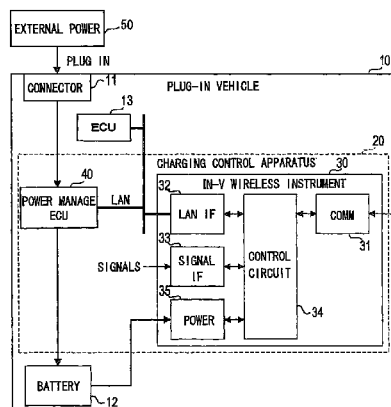 EXTERNAL POWER
50
PLUG IN
11
10
CONNECTOR
PLUG-IN VEHICLE
13
ECU
20
CHARGING CONTROL APPARATUS
30
IN-V WIRELESS INSTRUMENT
40
32
POWER MANAGE
ECU
LAN
LAN IF
COMM
31
33
SIGNALS
SIGNAL
IF
CONTROL
CIRCUIT
35
POWER
34
BATTERY
12